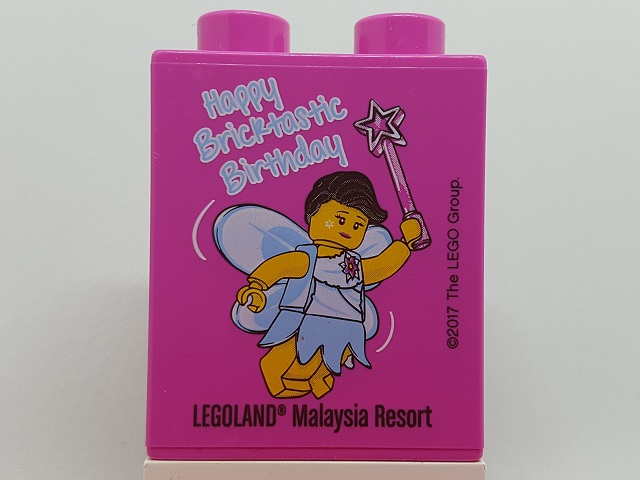 Happy
Bricktastic
Birthday
©2017 The LEGO Group.
LEGOLAND® Malaysia Resort